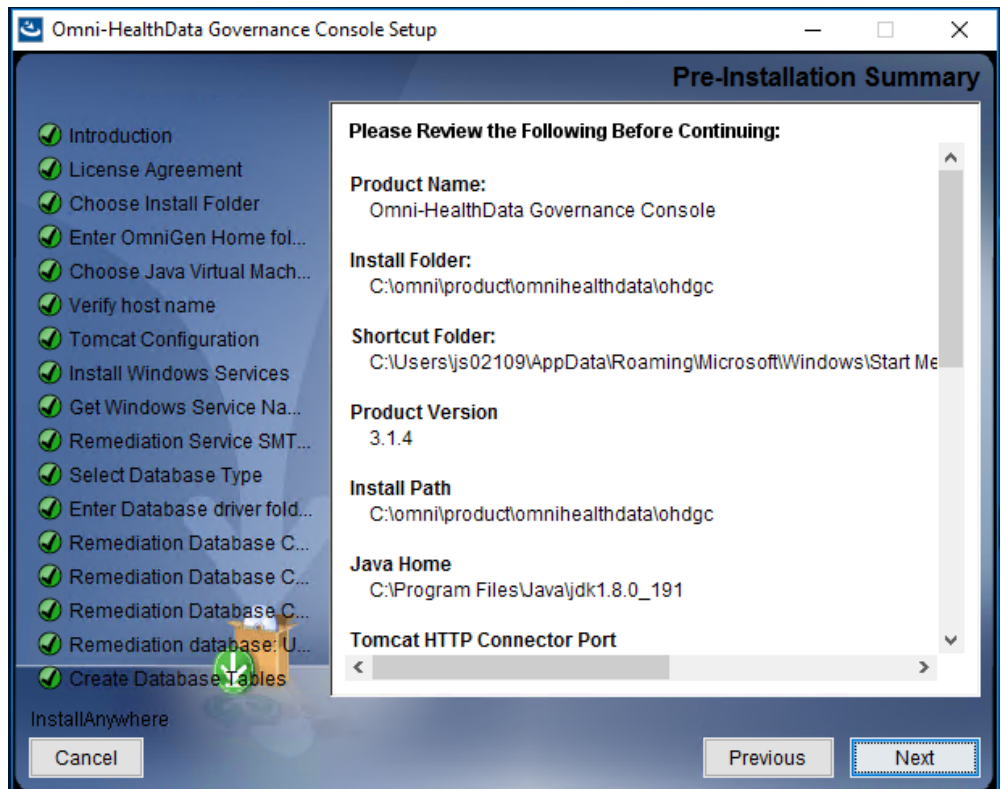 Omni-HealthData Governance Console Setup
Pre-Installation Summary
Introduction
License Agreement
Choose Install Folder
Enter OmniGen Home fol...
Choose Java Virtual Mach...
Verify host name
Tomcat Configuration
Install Windows Services
Get Windows Service Na...
Remediation Service SMT...
Select Database Type
Enter Database driver fold...
Remediation Database C...
Remediation Database C...
Remediation Database C...
Remediation database: U...
Create Database Tables
Please Review the Following Before Continuing:
Product Name:
Omni-HealthData Governance Console
Install Folder:
C:\omni\product\omnihealthdata\ohdgc
Shortcut Folder:
C:\Users\js02109\AppData\Roaming\Microsoft\Windows\Start Me
Product Version
3.1.4
Install Path
C:\omni\product\omnihealthdata\ohdgc
Java Home
C:\Program Files\Java\jdk1.8.0_191
Tomcat HTTP Connector Port
InstallAnywhere
Cancel
Previous
Next